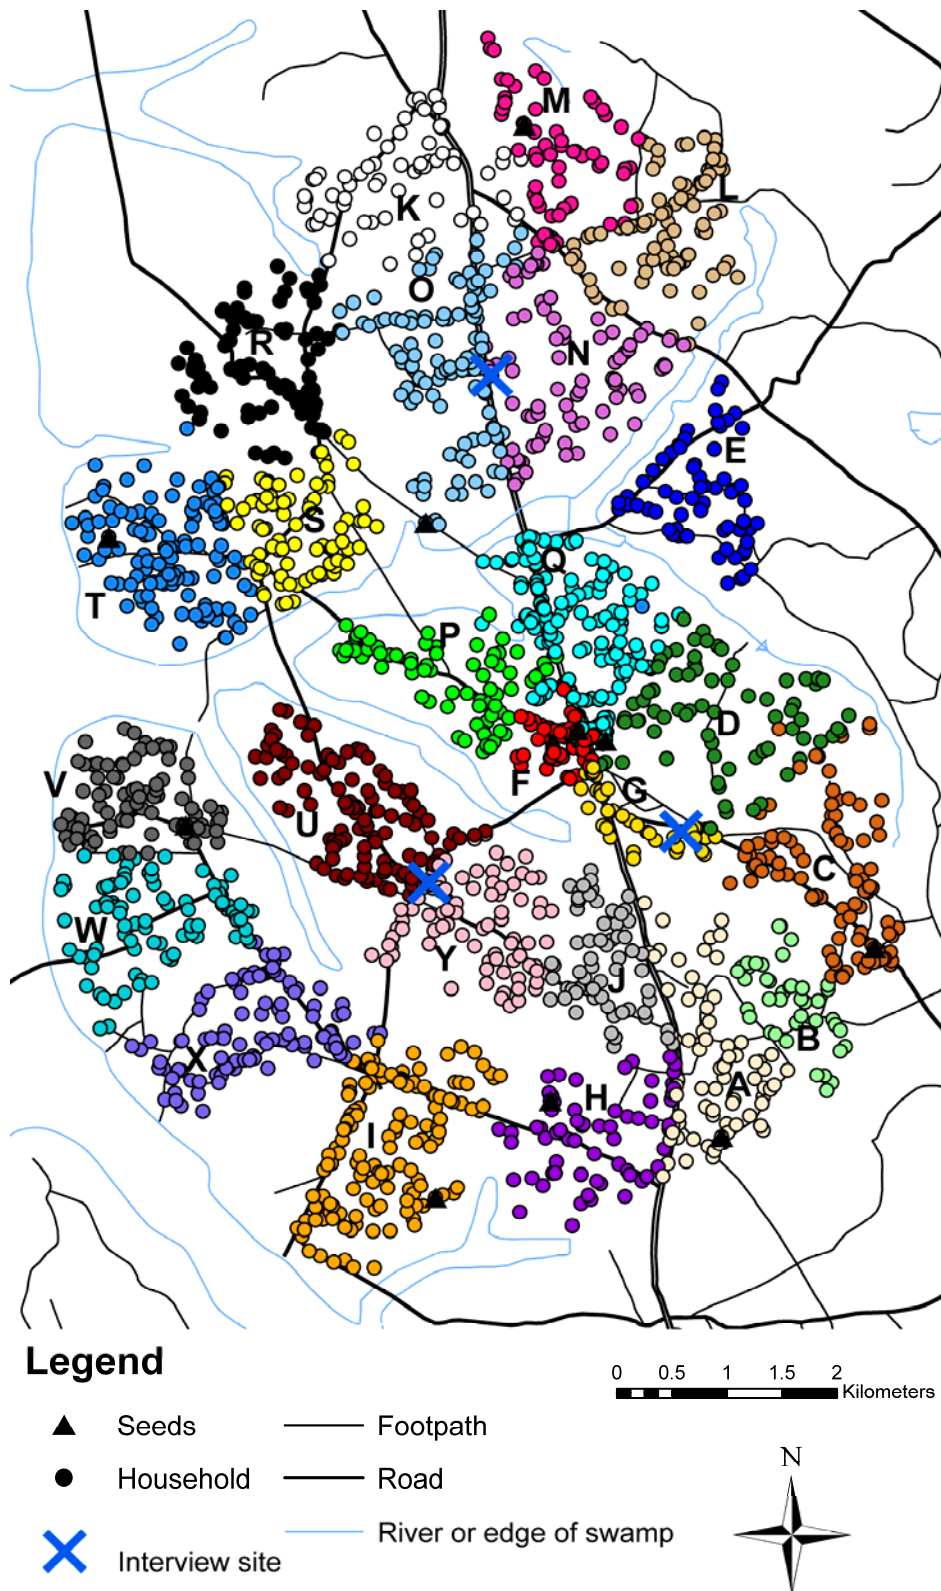 M
L
K
O
R
N
E
S
Q
T
P
D
V
F
G
U
C
W
Y
J
B
X
A
H
I
Legend
0 0.5 1 1.5 2
Kilometers
Seeds
Footpath
Household
Road
N
River or edge of swamp
Interview site